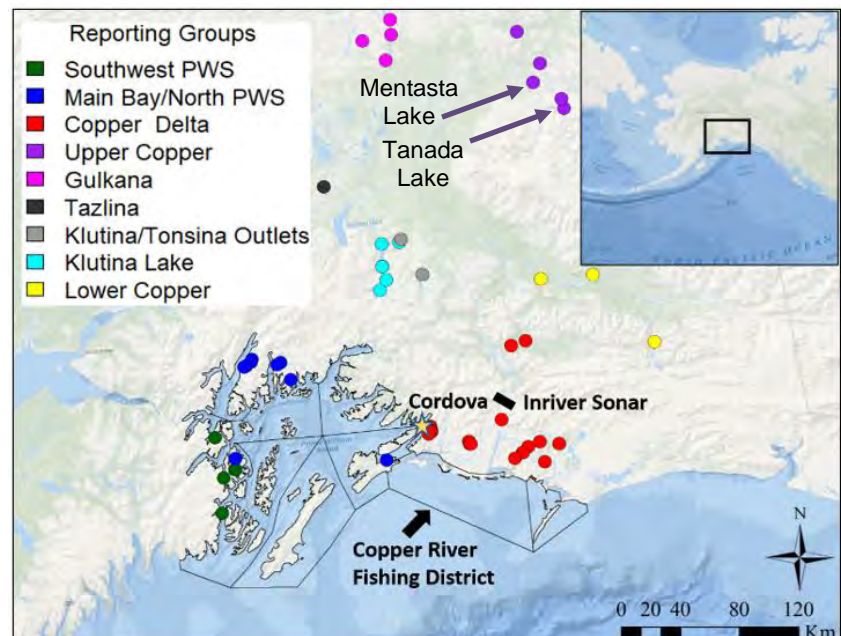 Reporting Groups
Southwest PWS
Main Bay/North PWS
Copper Delta
Upper Copper
Gulkana
Tazlina
Klutina/Tonsina Outlets
Klutina Lake
Lower Copper
Mentasta
Lake
Tanada
Lake
Cordova
Inriver Sonar
Copper River
Fishing District
N
0 20 40 80 120
Km